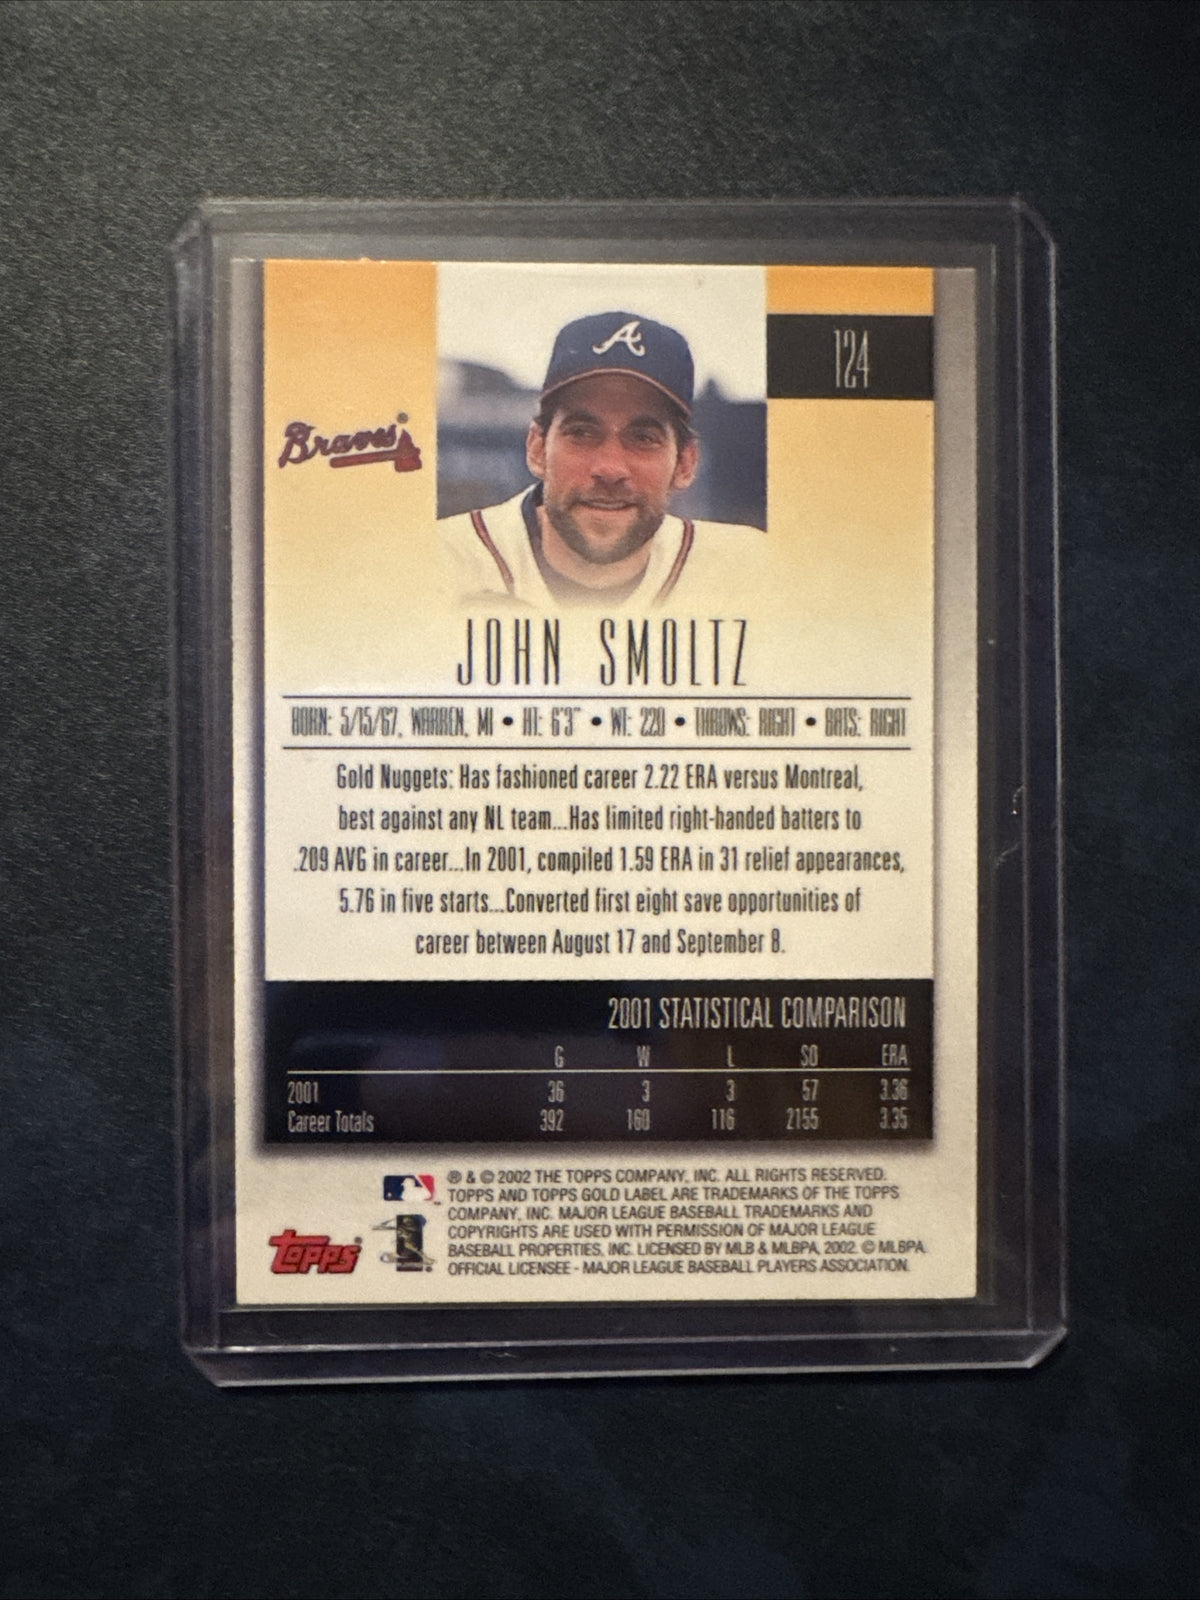 124
Braves®
JOHN SMOLTZ
BORN: 5/15/67, WARREN, MI • HT: 6'3" • WT: 220 • THROWS: RIGHT • BATS: RIGHT
Gold Nuggets: Has fashioned career 2.22 ERA versus Montreal,
best against any NL team...Has limited right-handed batters to
.209 AVG in career...In 2001, compiled 1.59 ERA in 31 relief appearances,
5.76 in five starts...Converted first eight save opportunities of
career between August 17 and September 8.
2001 STATISTICAL COMPARISON
G W L SO ERA
2001 36 3 3 57 3.36
Career Totals 392 160 116 2155 3.35
® & © 2002 THE TOPPS COMPANY, INC. ALL RIGHTS RESERVED.
TOPPS AND TOPPS GOLD LABEL ARE TRADEMARKS OF THE TOPPS
COMPANY, INC. MAJOR LEAGUE BASEBALL TRADEMARKS AND
COPYRIGHTS ARE USED WITH PERMISSION OF MAJOR LEAGUE
BASEBALL PROPERTIES, INC. LICENSED BY MLB & MLBPA, 2002. © MLBPA
OFFICIAL LICENSEE - MAJOR LEAGUE BASEBALL PLAYERS ASSOCIATION.
TOPPS®